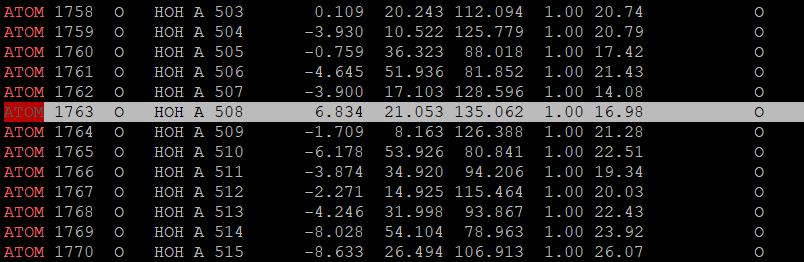 ATOM 1758  O   HOH A 503       0.109  20.243 112.094  1.00 20.74           O
ATOM 1759  O   HOH A 504      -3.930  10.522 125.779  1.00 20.79           O
ATOM 1760  O   HOH A 505      -0.759  36.323  88.018  1.00 17.42           O
ATOM 1761  O   HOH A 506      -4.645  51.936  81.852  1.00 21.43           O
ATOM 1762  O   HOH A 507      -3.900  17.103 128.596  1.00 14.08           O
ATOM 1763  O   HOH A 508       6.834  21.053 135.062  1.00 16.98           O
ATOM 1764  O   HOH A 509      -1.709   8.163 126.388  1.00 21.28           O
ATOM 1765  O   HOH A 510      -6.178  53.926  80.841  1.00 22.51           O
ATOM 1766  O   HOH A 511      -3.874  34.920  94.206  1.00 19.34           O
ATOM 1767  O   HOH A 512      -2.271  14.925 115.464  1.00 20.03           O
ATOM 1768  O   HOH A 513      -4.246  31.998  93.867  1.00 22.43           O
ATOM 1769  O   HOH A 514      -8.028  54.104  78.963  1.00 23.92           O
ATOM 1770  O   HOH A 515      -8.633  26.494 106.913  1.00 26.07           O